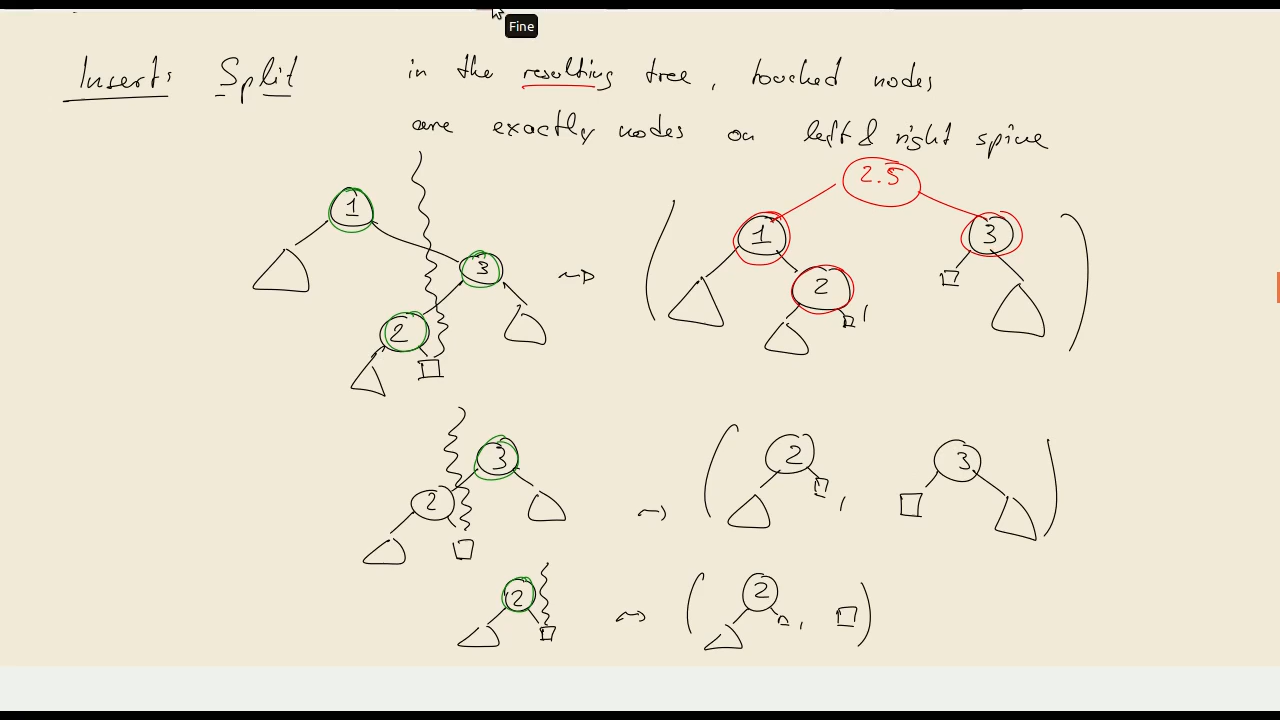 Fine
Insert: Split in the resulting tree, touched nodes
are exactly nodes on left & right spine
2.5
1 1 3
3 2
2
3 2 3
2
2 2